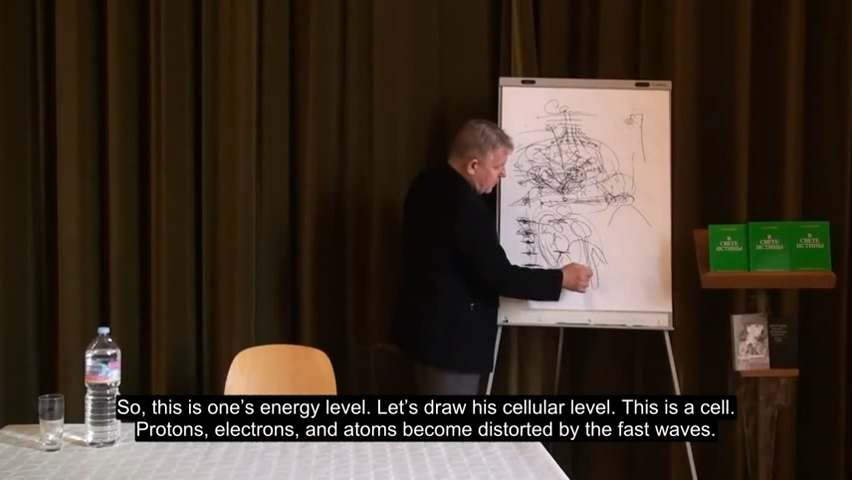 В
СВЕТЕ
ИСТИНЫ
В
СВЕТЕ
ИСТИНЫ
В
СВЕТЕ
ИСТИНЫ
So, this is one's energy level. Let's draw his cellular level. This is a cell.
Protons, electrons, and atoms become distorted by the fast waves.